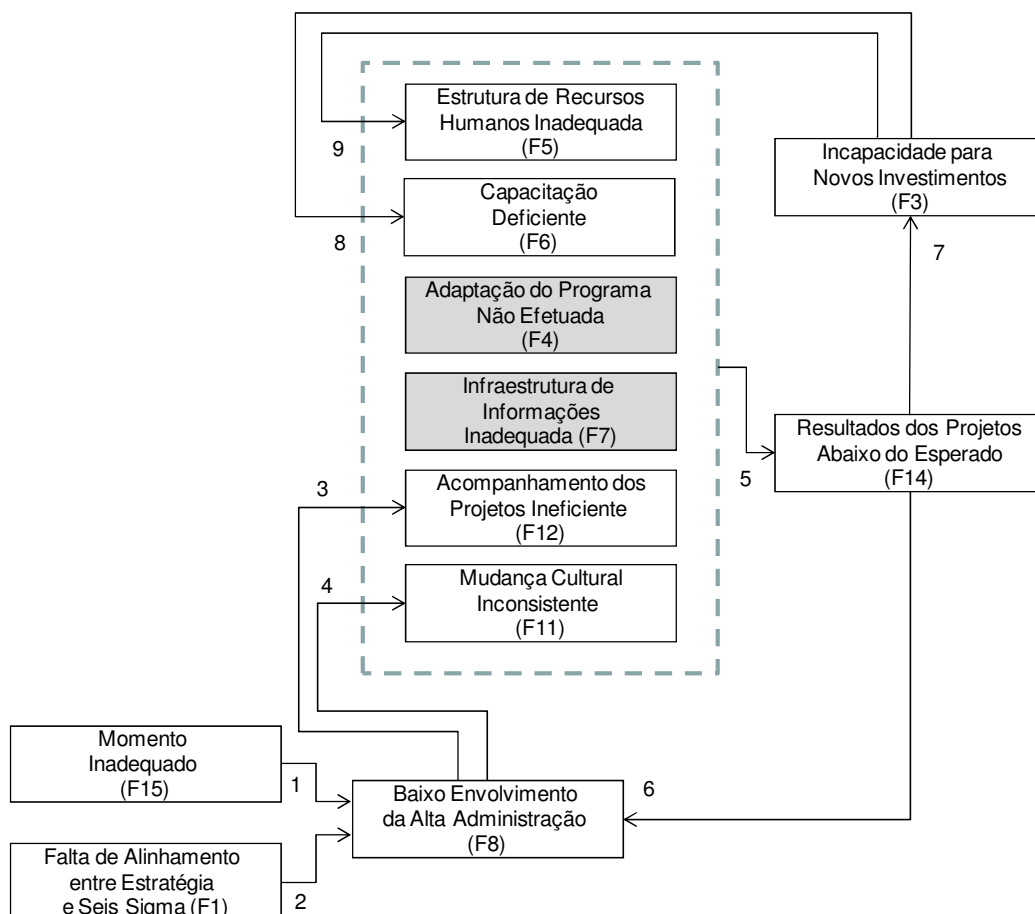 Estrutura de Recursos
Humanos Inadequada
(F5)
9
Incapacidade para
Novos Investimentos
(F3)
Capacitação
Deficiente
(F6)
8
7
Adaptação do Programa
Não Efetuada
(F4)
Infraestrutura de
Informações
Inadequada (F7)
Resultados dos Projetos
Abaixo do Esperado
(F14)
5
3
Acompanhamento dos
Projetos Ineficiente
(F12)
4
Mudança Cultural
Inconsistente
(F11)
Momento
Inadequado
(F15)
1
Baixo Envolvimento
da Alta Administração
(F8)
6
Falta de Alinhamento
entre Estratégia
e Seis Sigma (F1)
2